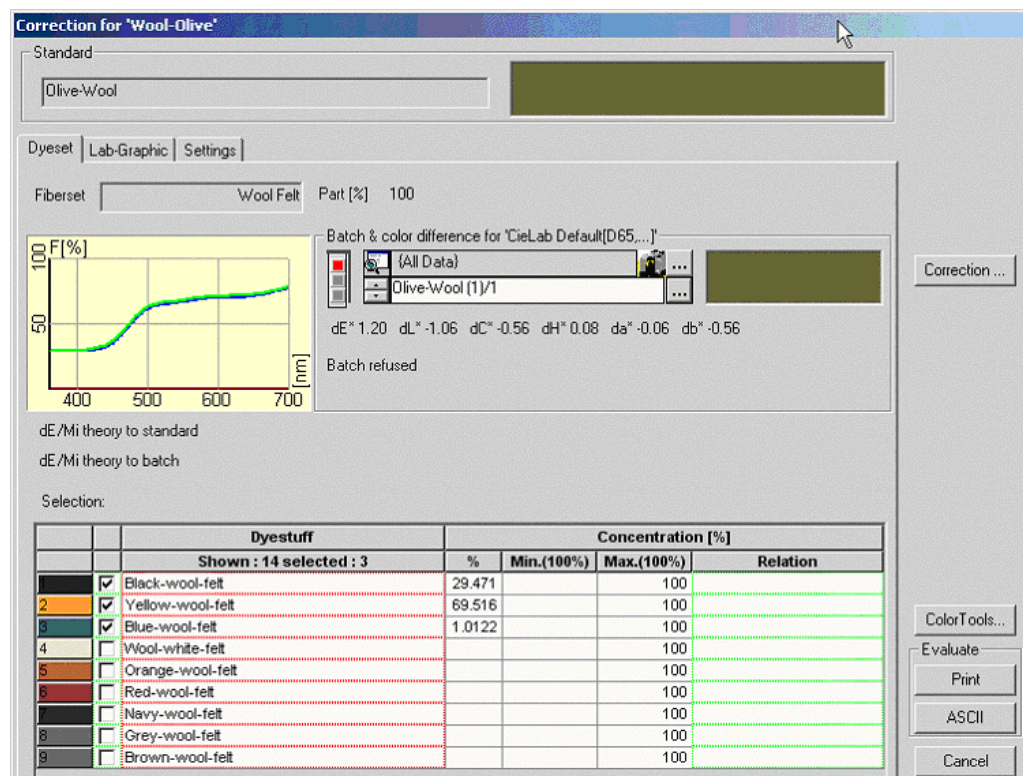 Correction for 'Wool-Olive'
Standard
Olive-Wool
Dyeset Lab-Graphic Settings
Fiberset Wool Felt Part [%] 100
Batch & color difference for 'CieLab Default[D65,...]'
100 F[%]
50
[nm]
400 500 600 700
{All Data} ...
Olive-Wool (1)/1 ...
dE* 1.20 dL* -1.06 dC* -0.56 dH* 0.08 da* -0.06 db* -0.56
Batch refused
Correction ...
dE/Mi theory to standard
dE/Mi theory to batch
Selection:
Dyestuff Concentration [%]
Shown : 14 selected : 3 % Min.(100%) Max.(100%) Relation
1 Black-wool-felt 29.471 100
2 Yellow-wool-felt 69.516 100
3 Blue-wool-felt 1.0122 100
4 Wool-white-felt 100
5 Orange-wool-felt 100
6 Red-wool-felt 100
7 Navy-wool-felt 100
8 Grey-wool-felt 100
9 Brown-wool-felt 100
ColorTools...
Evaluate
Print
ASCII
Cancel